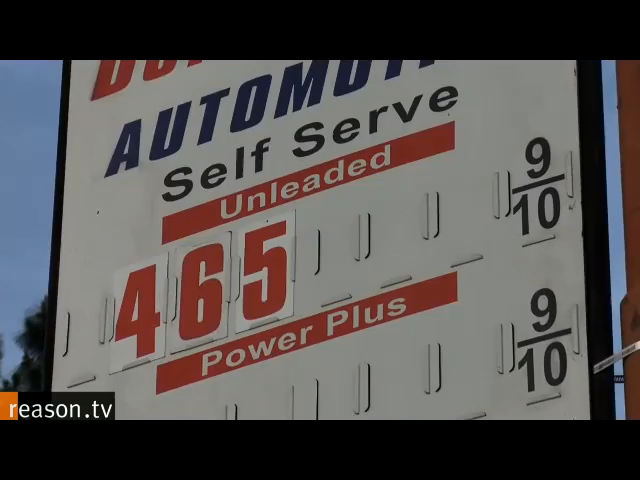 AUTOMOTI
Self Serve
Unleaded
9/10
465
Power Plus
9/10
reason.tv